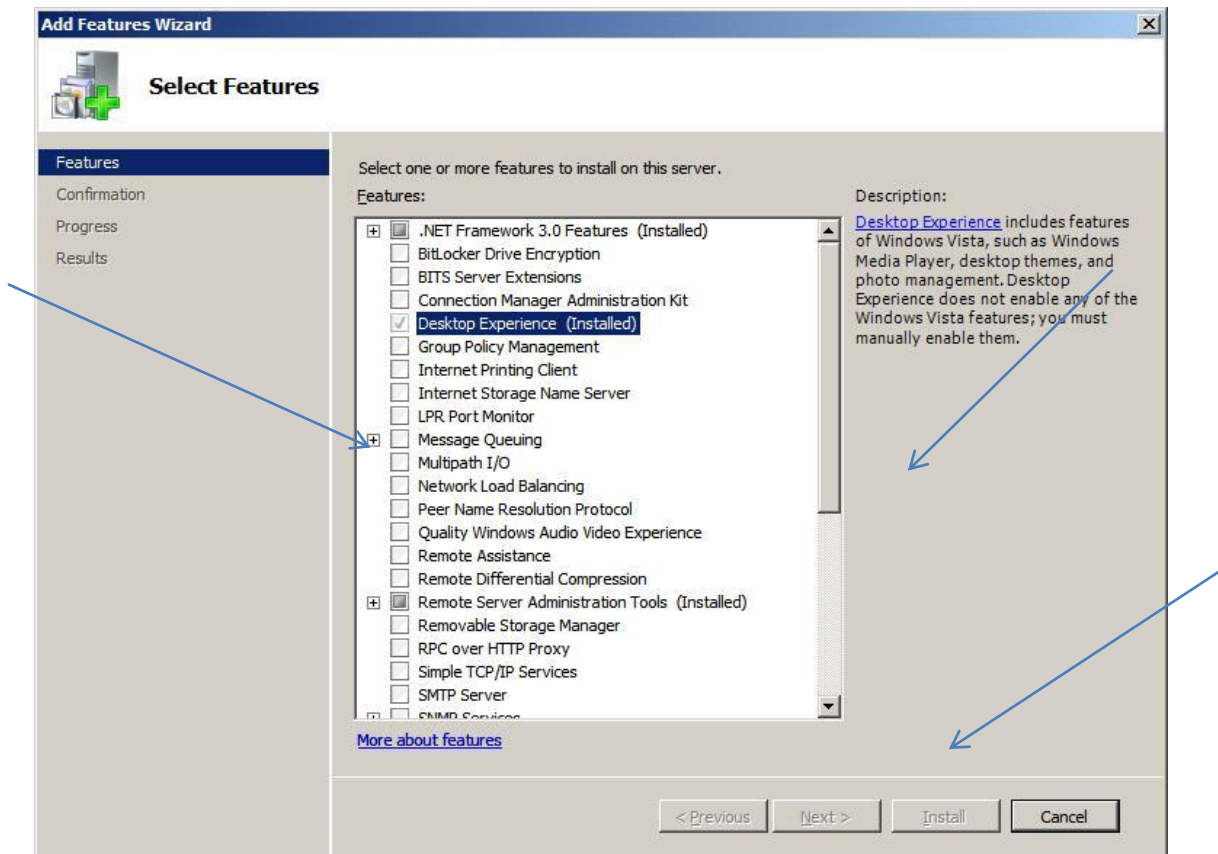 Add Features Wizard
Select Features
Features
Confirmation
Progress
Results
Select one or more features to install on this server.
Features:
.NET Framework 3.0 Features (Installed)
BitLocker Drive Encryption
BITS Server Extensions
Connection Manager Administration Kit
Desktop Experience (Installed)
Group Policy Management
Internet Printing Client
Internet Storage Name Server
LPR Port Monitor
Message Queuing
Multipath I/O
Network Load Balancing
Peer Name Resolution Protocol
Quality Windows Audio Video Experience
Remote Assistance
Remote Differential Compression
Remote Server Administration Tools (Installed)
Removable Storage Manager
RPC over HTTP Proxy
Simple TCP/IP Services
SMTP Server
SNMP Services
More about features
Description:
Desktop Experience includes features
of Windows Vista, such as Windows
Media Player, desktop themes, and
photo management. Desktop
Experience does not enable any of the
Windows Vista features; you must
manually enable them.
< Previous
Next >
Install
Cancel